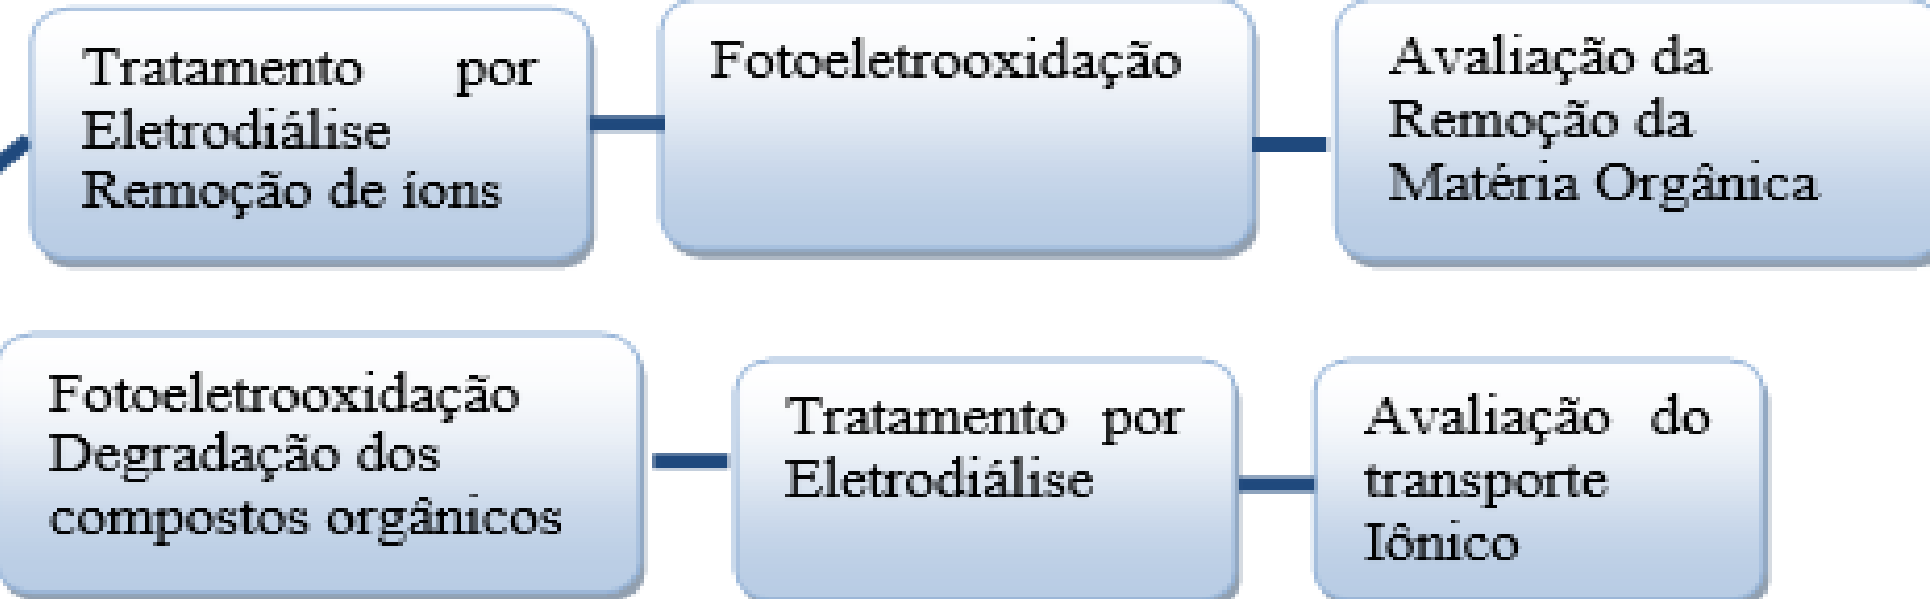 Tratamento por
Eletrodiálise
Remoção de íons
Fotoeletrooxidação
Avaliação da
Remoção da
Matéria Orgânica
Fotoeletrooxidação
Degradação dos
compostos orgânicos
Tratamento por
Eletrodiálise
Avaliação do
transporte
Iônico